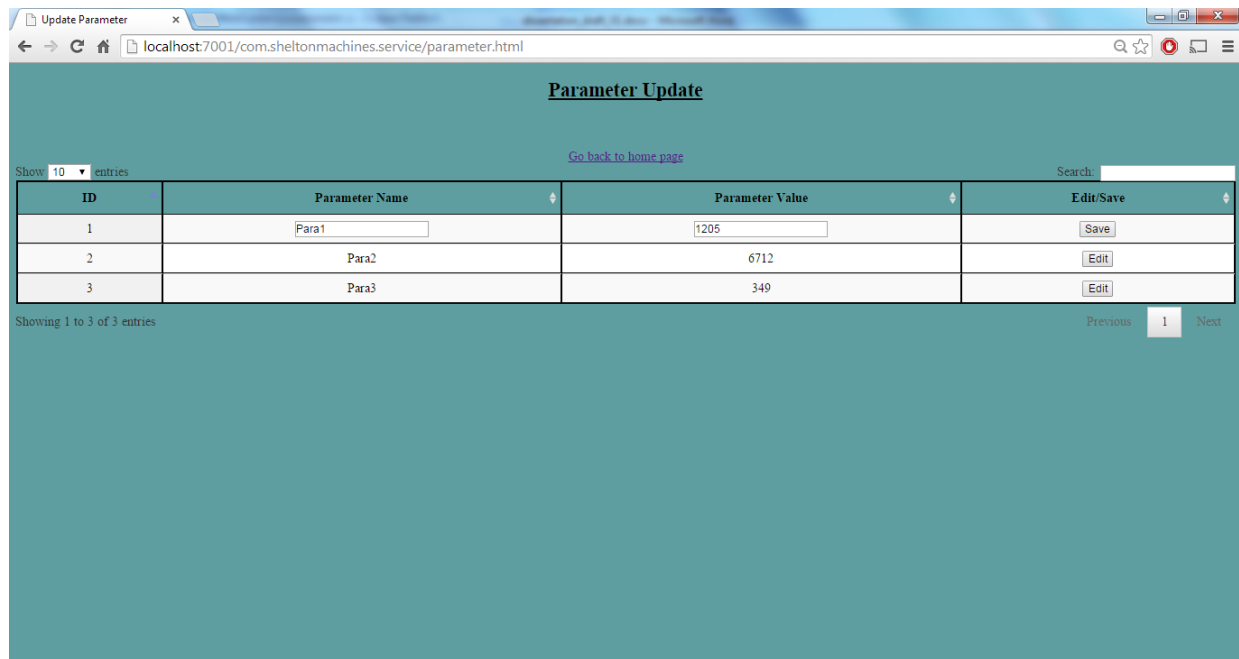 Update Parameter
localhost:7001/com.sheltonmachines.service/parameter.html
Parameter Update
Go back to home page
Show 10 entries Search:
ID Parameter Name Parameter Value Edit/Save
1 Para1 1205 Save
2 Para2 6712 Edit
3 Para3 349 Edit
Showing 1 to 3 of 3 entries Previous 1 Next